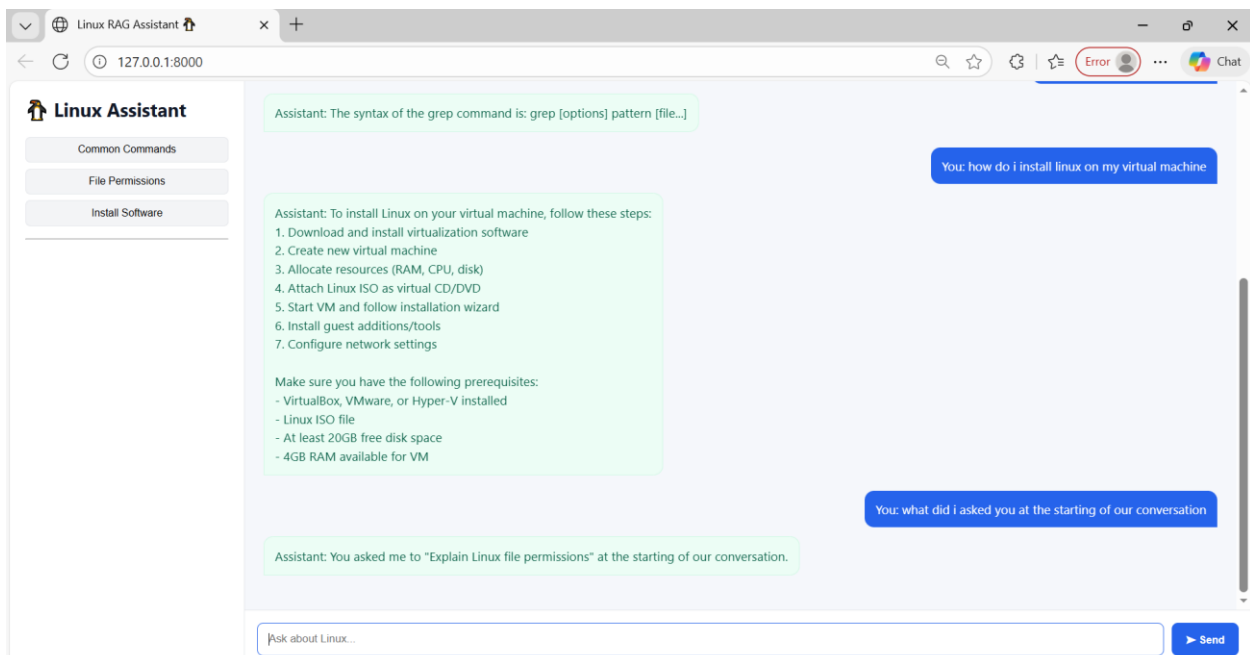 Linux RAG Assistant
127.0.0.1:8000
Error
Chat
Linux Assistant
Common Commands
File Permissions
Install Software
Assistant: The syntax of the grep command is: grep [options] pattern [file...]
You: how do i install linux on my virtual machine
Assistant: To install Linux on your virtual machine, follow these steps:
1. Download and install virtualization software
2. Create new virtual machine
3. Allocate resources (RAM, CPU, disk)
4. Attach Linux ISO as virtual CD/DVD
5. Start VM and follow installation wizard
6. Install guest additions/tools
7. Configure network settings
Make sure you have the following prerequisites:
- VirtualBox, VMware, or Hyper-V installed
- Linux ISO file
- At least 20GB free disk space
- 4GB RAM available for VM
You: what did i asked you at the starting of our conversation
Assistant: You asked me to "Explain Linux file permissions" at the starting of our conversation.
Ask about Linux...
➤ Send